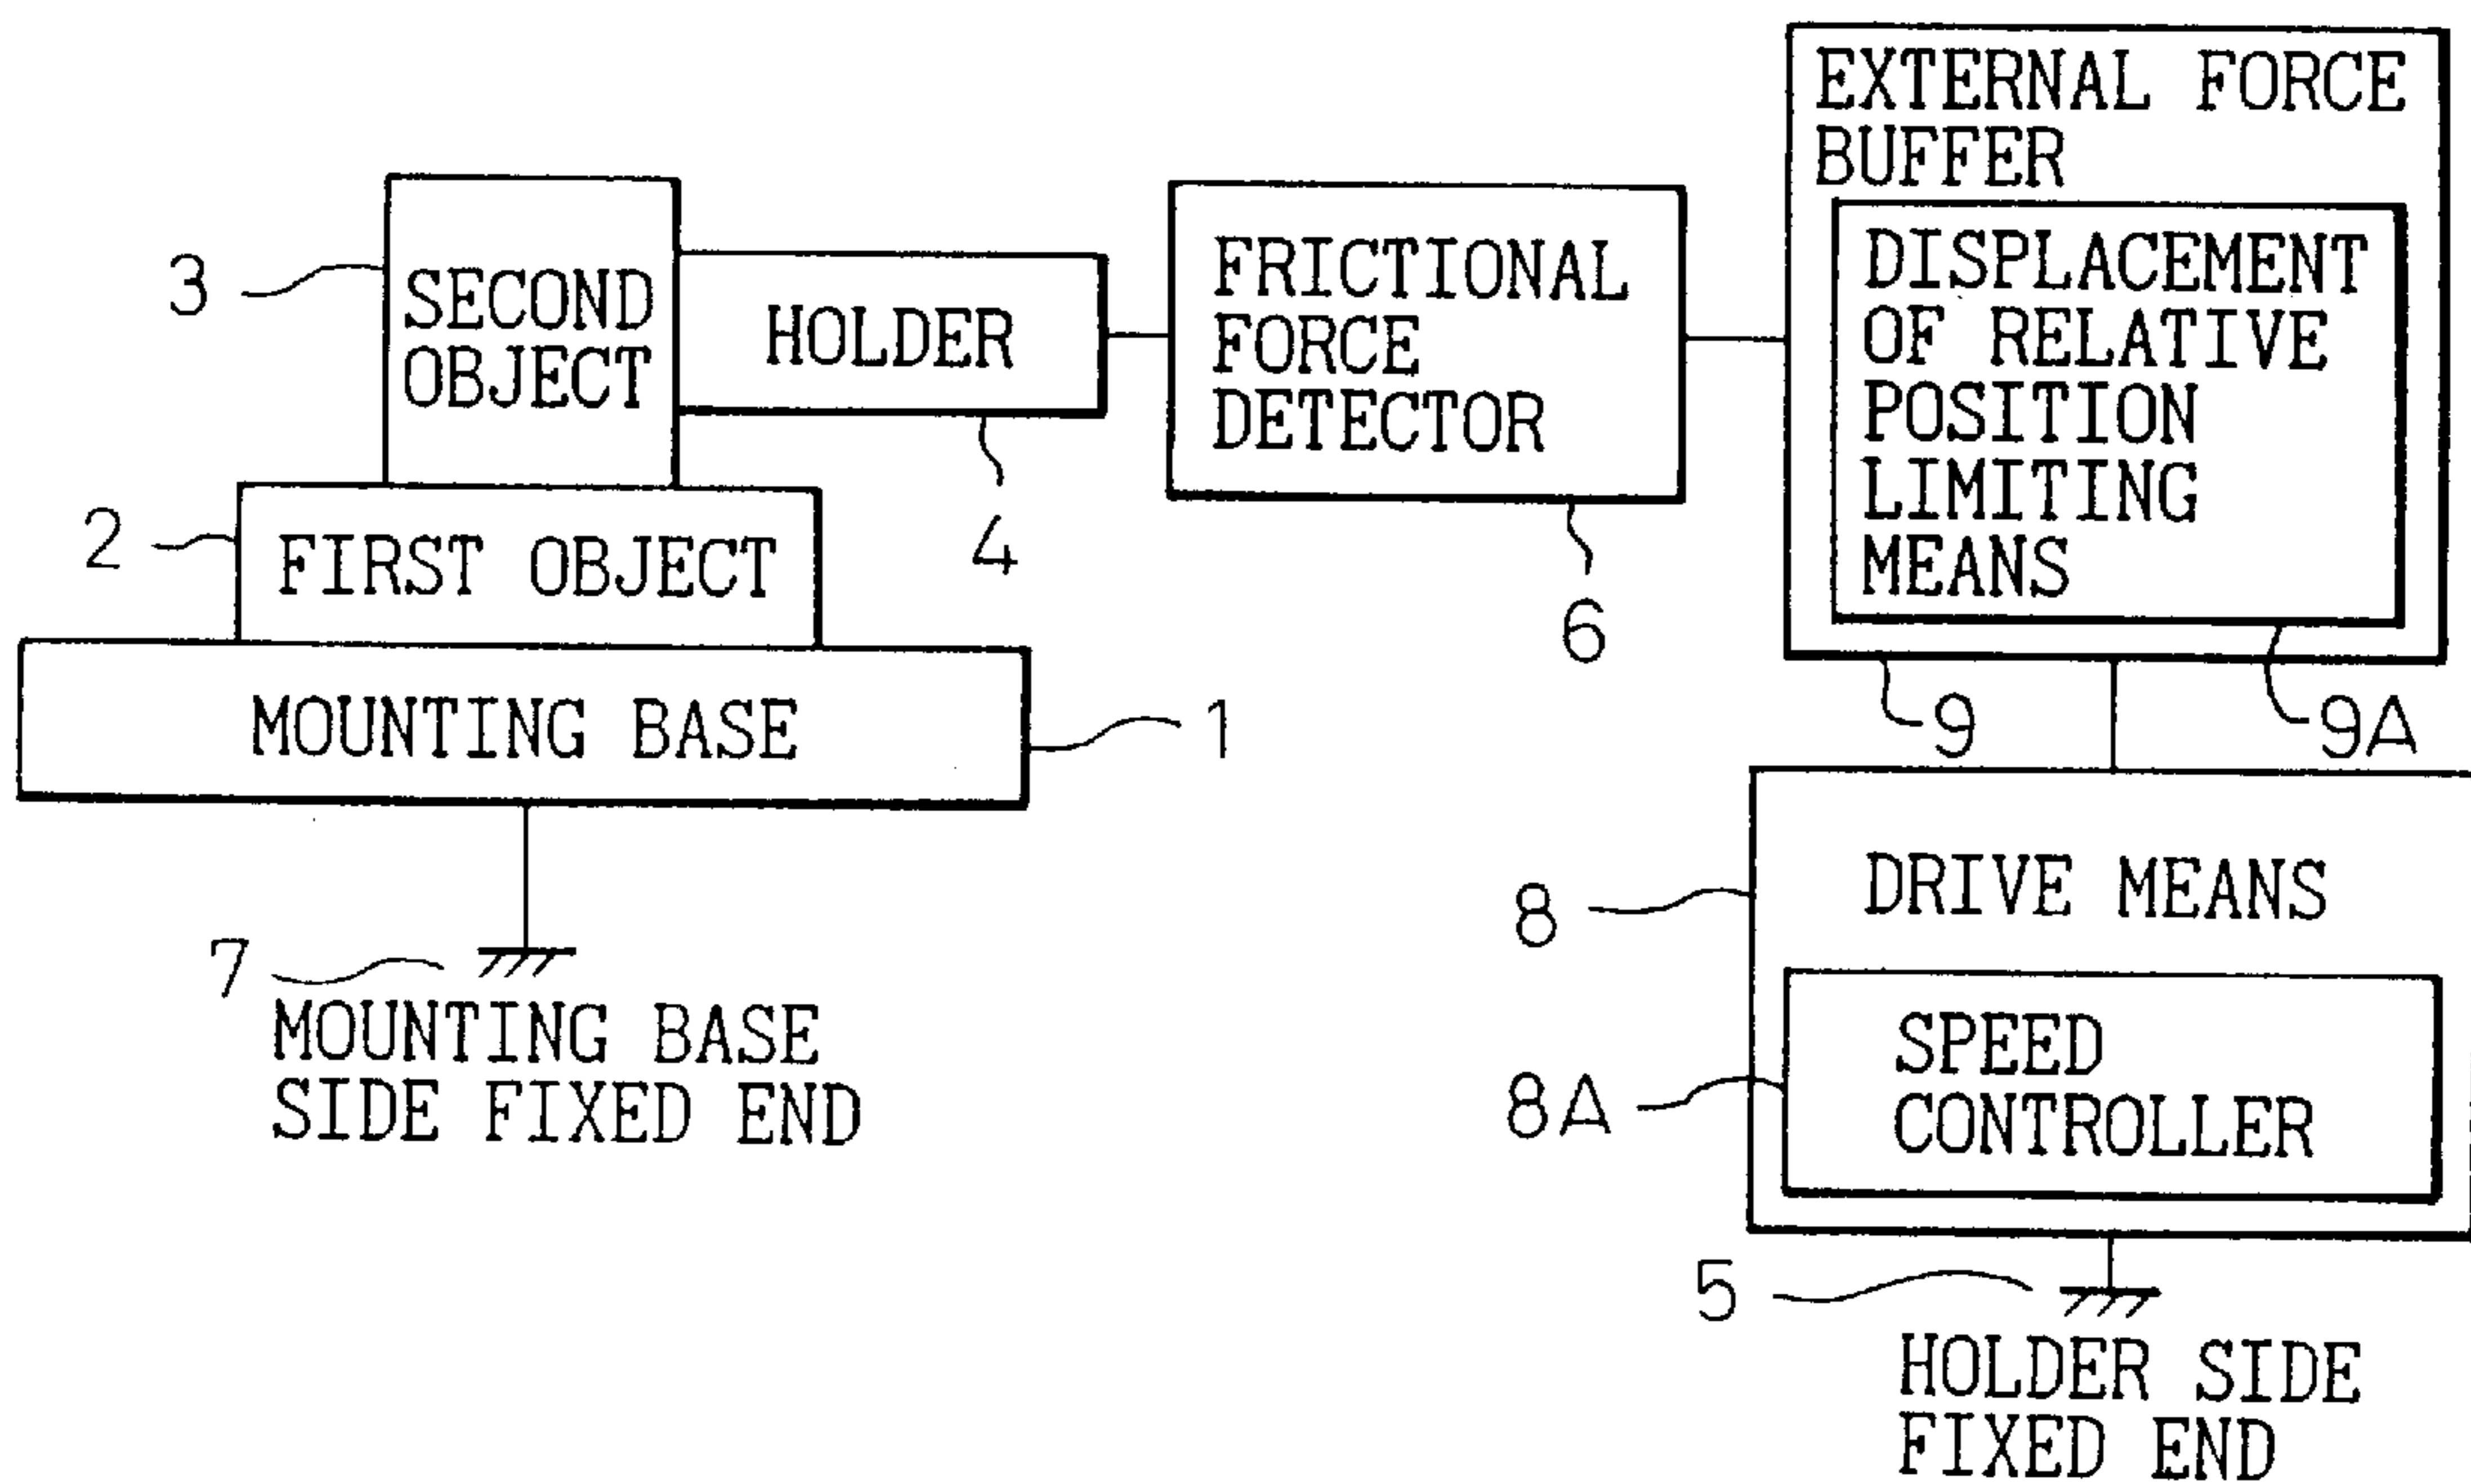 EXTERNAL FORCE
BUFFER
DISPLACEMENT
OF RELATIVE
POSITION
LIMITING
MEANS
9
9A
3
SECOND
OBJECT
HOLDER
4
FRICTIONAL
FORCE
DETECTOR
6
2
FIRST OBJECT
MOUNTING BASE
1
7
MOUNTING BASE
SIDE FIXED END
8
DRIVE MEANS
8A
SPEED
CONTROLLER
5
HOLDER SIDE
FIXED END